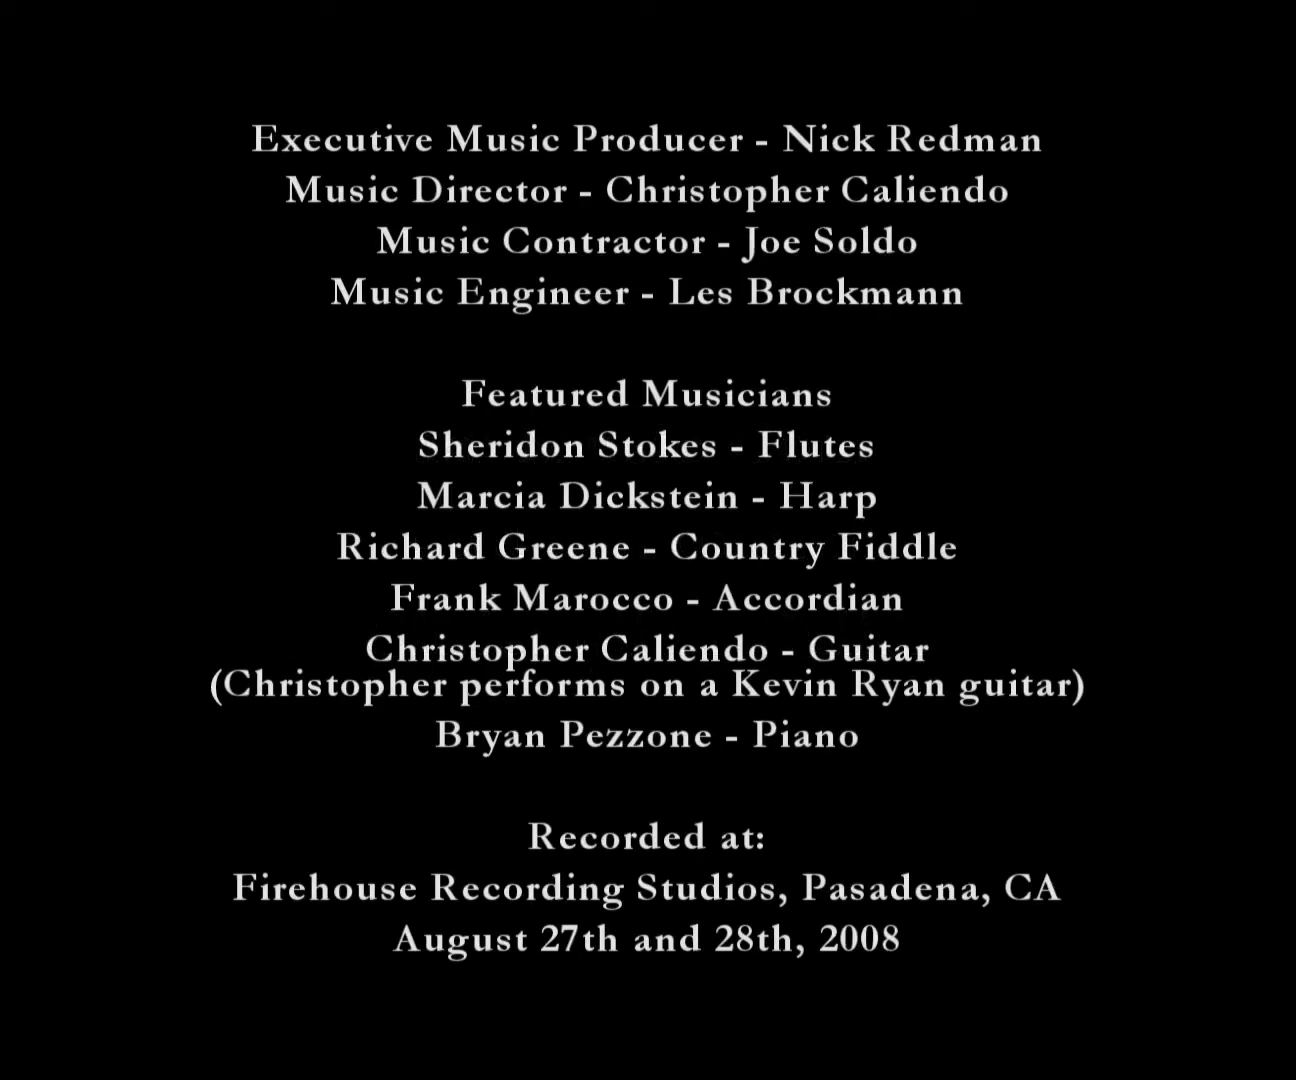 Executive Music Producer - Nick Redman
Music Director - Christopher Caliendo
Music Contractor - Joe Soldo
Music Engineer - Les Brockmann
Featured Musicians
Sheridon Stokes - Flutes
Marcia Dickstein - Harp
Richard Greene - Country Fiddle
Frank Marocco - Accordian
Christopher Caliendo - Guitar
(Christopher performs on a Kevin Ryan guitar)
Bryan Pezzone - Piano
Recorded at:
Firehouse Recording Studios, Pasadena, CA
August 27th and 28th, 2008